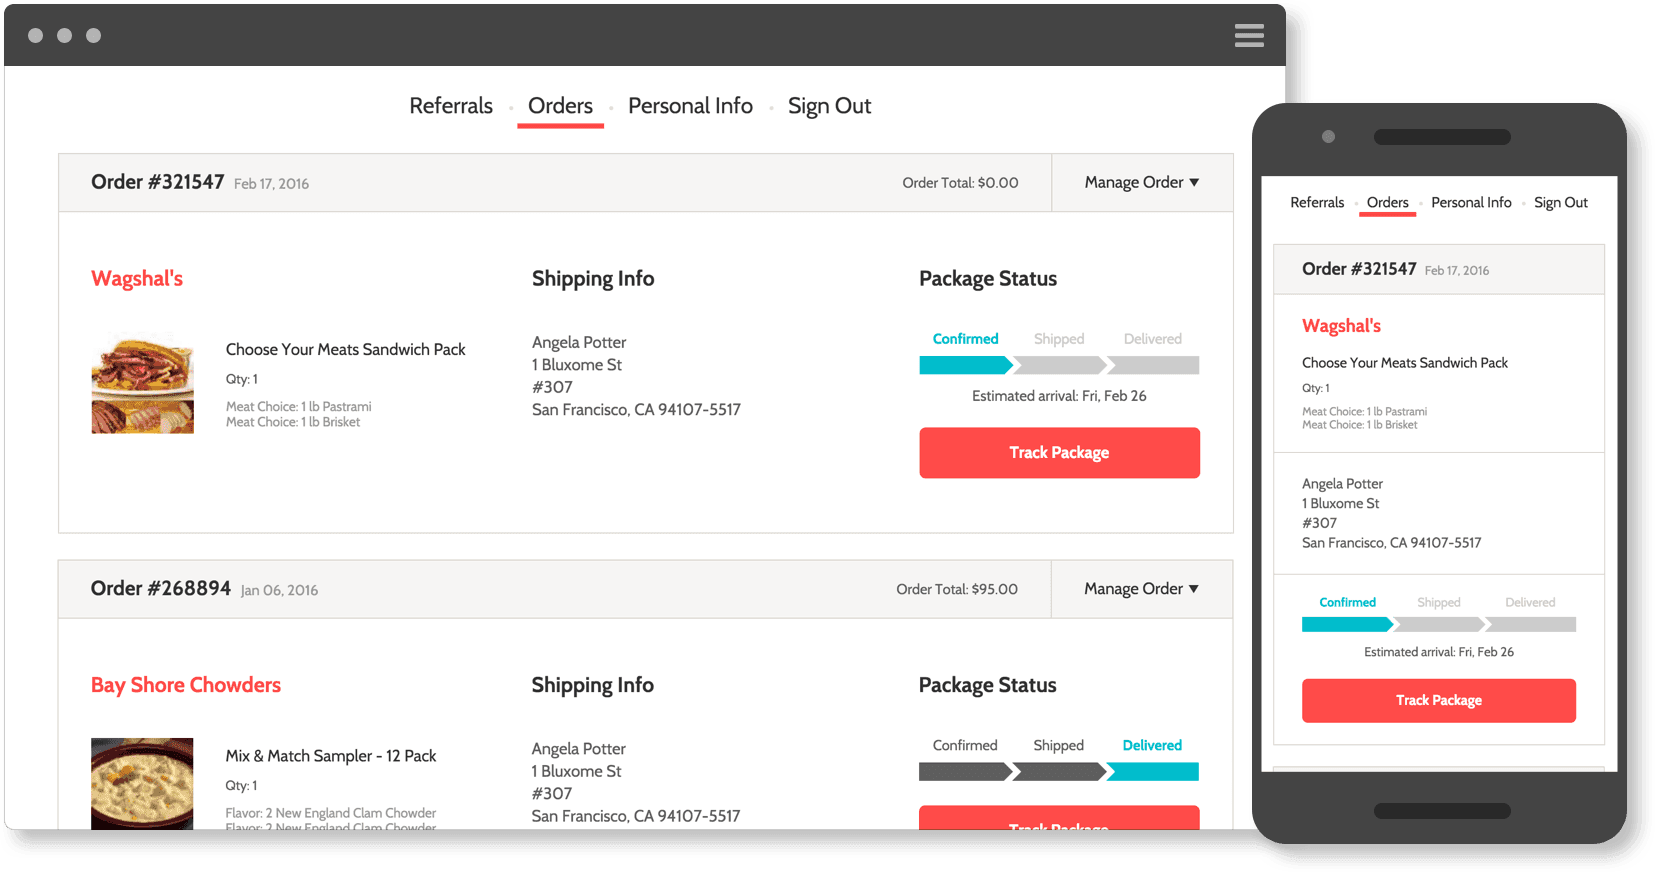 Referrals • Orders • Personal Info • Sign Out
Order #321547 Feb 17, 2016
Order Total: $0.00
Manage Order ▼
Wagshal's
Choose Your Meats Sandwich Pack
Qty: 1
Meat Choice: 1 lb Pastrami
Meat Choice: 1 lb Brisket
Shipping Info
Angela Potter
1 Bluxome St
#307
San Francisco, CA 94107-5517
Package Status
Confirmed Shipped Delivered
Estimated arrival: Fri, Feb 26
Track Package
Order #268894 Jan 06, 2016
Order Total: $95.00
Manage Order ▼
Bay Shore Chowders
Mix & Match Sampler - 12 Pack
Qty: 1
Flavor: 2 New England Clam Chowder
Flavor: 2 New England Clam Chowder
Shipping Info
Angela Potter
1 Bluxome St
#307
San Francisco, CA 94107-5517
Package Status
Confirmed Shipped Delivered
Track Package
Referrals • Orders • Personal Info • Sign Out
Order #321547 Feb 17, 2016
Wagshal's
Choose Your Meats Sandwich Pack
Qty: 1
Meat Choice: 1 lb Pastrami
Meat Choice: 1 lb Brisket
Angela Potter
1 Bluxome St
#307
San Francisco, CA 94107-5517
Confirmed Shipped Delivered
Estimated arrival: Fri, Feb 26
Track Package